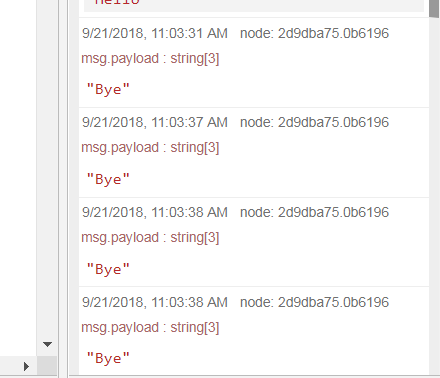 "Hello"
9/21/2018, 11:03:31 AM node: 2d9dba75.0b6196
msg.payload : string[3]
"Bye"
9/21/2018, 11:03:37 AM node: 2d9dba75.0b6196
msg.payload : string[3]
"Bye"
9/21/2018, 11:03:38 AM node: 2d9dba75.0b6196
msg.payload : string[3]
"Bye"
9/21/2018, 11:03:38 AM node: 2d9dba75.0b6196
msg.payload : string[3]
"Bye"